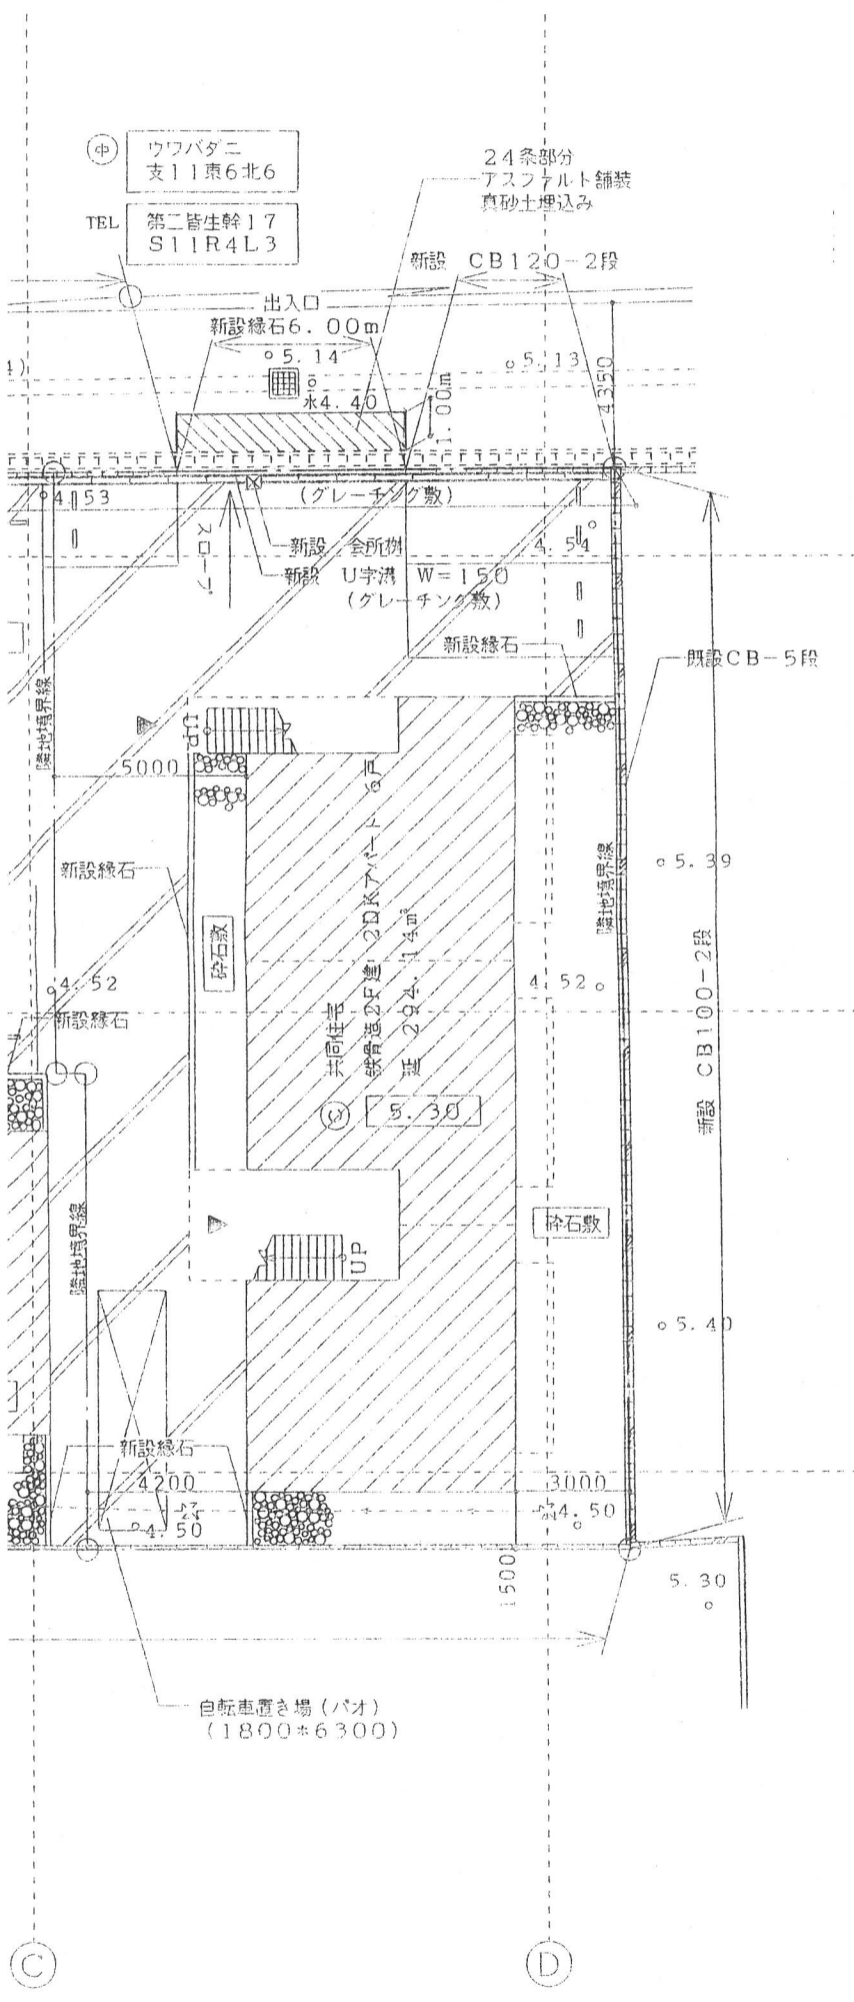 中
ウワバダニ
支11東6北6
TEL
第二皆生幹17
S11R4L3
24条部分
アスファルト舗装
真砂土埋込み
新設 CB120-2段
出入口
新設縁石6.00m
5.14
5.13
4)
水4.40
1.00m
4350
4.53
(グレーチング敷)
スロープ
新設 会所桝
4.54
新設 U字溝 W=150
(グレーチング敷)
新設縁石
既設CB-5段
隣地境界線
UP
5000
新設縁石
5.39
隣地境界線
砕石敷
共同住宅
鉄骨造2F建 2DKアパート 6戸
延 294.14㎡
4.52
4.52
新設縁石
新設 CB100-2段
5.30
隣地境界線
砕石敷
UP
5.40
新設縁石
4200
3000
4.50
4.50
1500
5.30
自転車置き場(パオ)
(1800*6300)
C
D